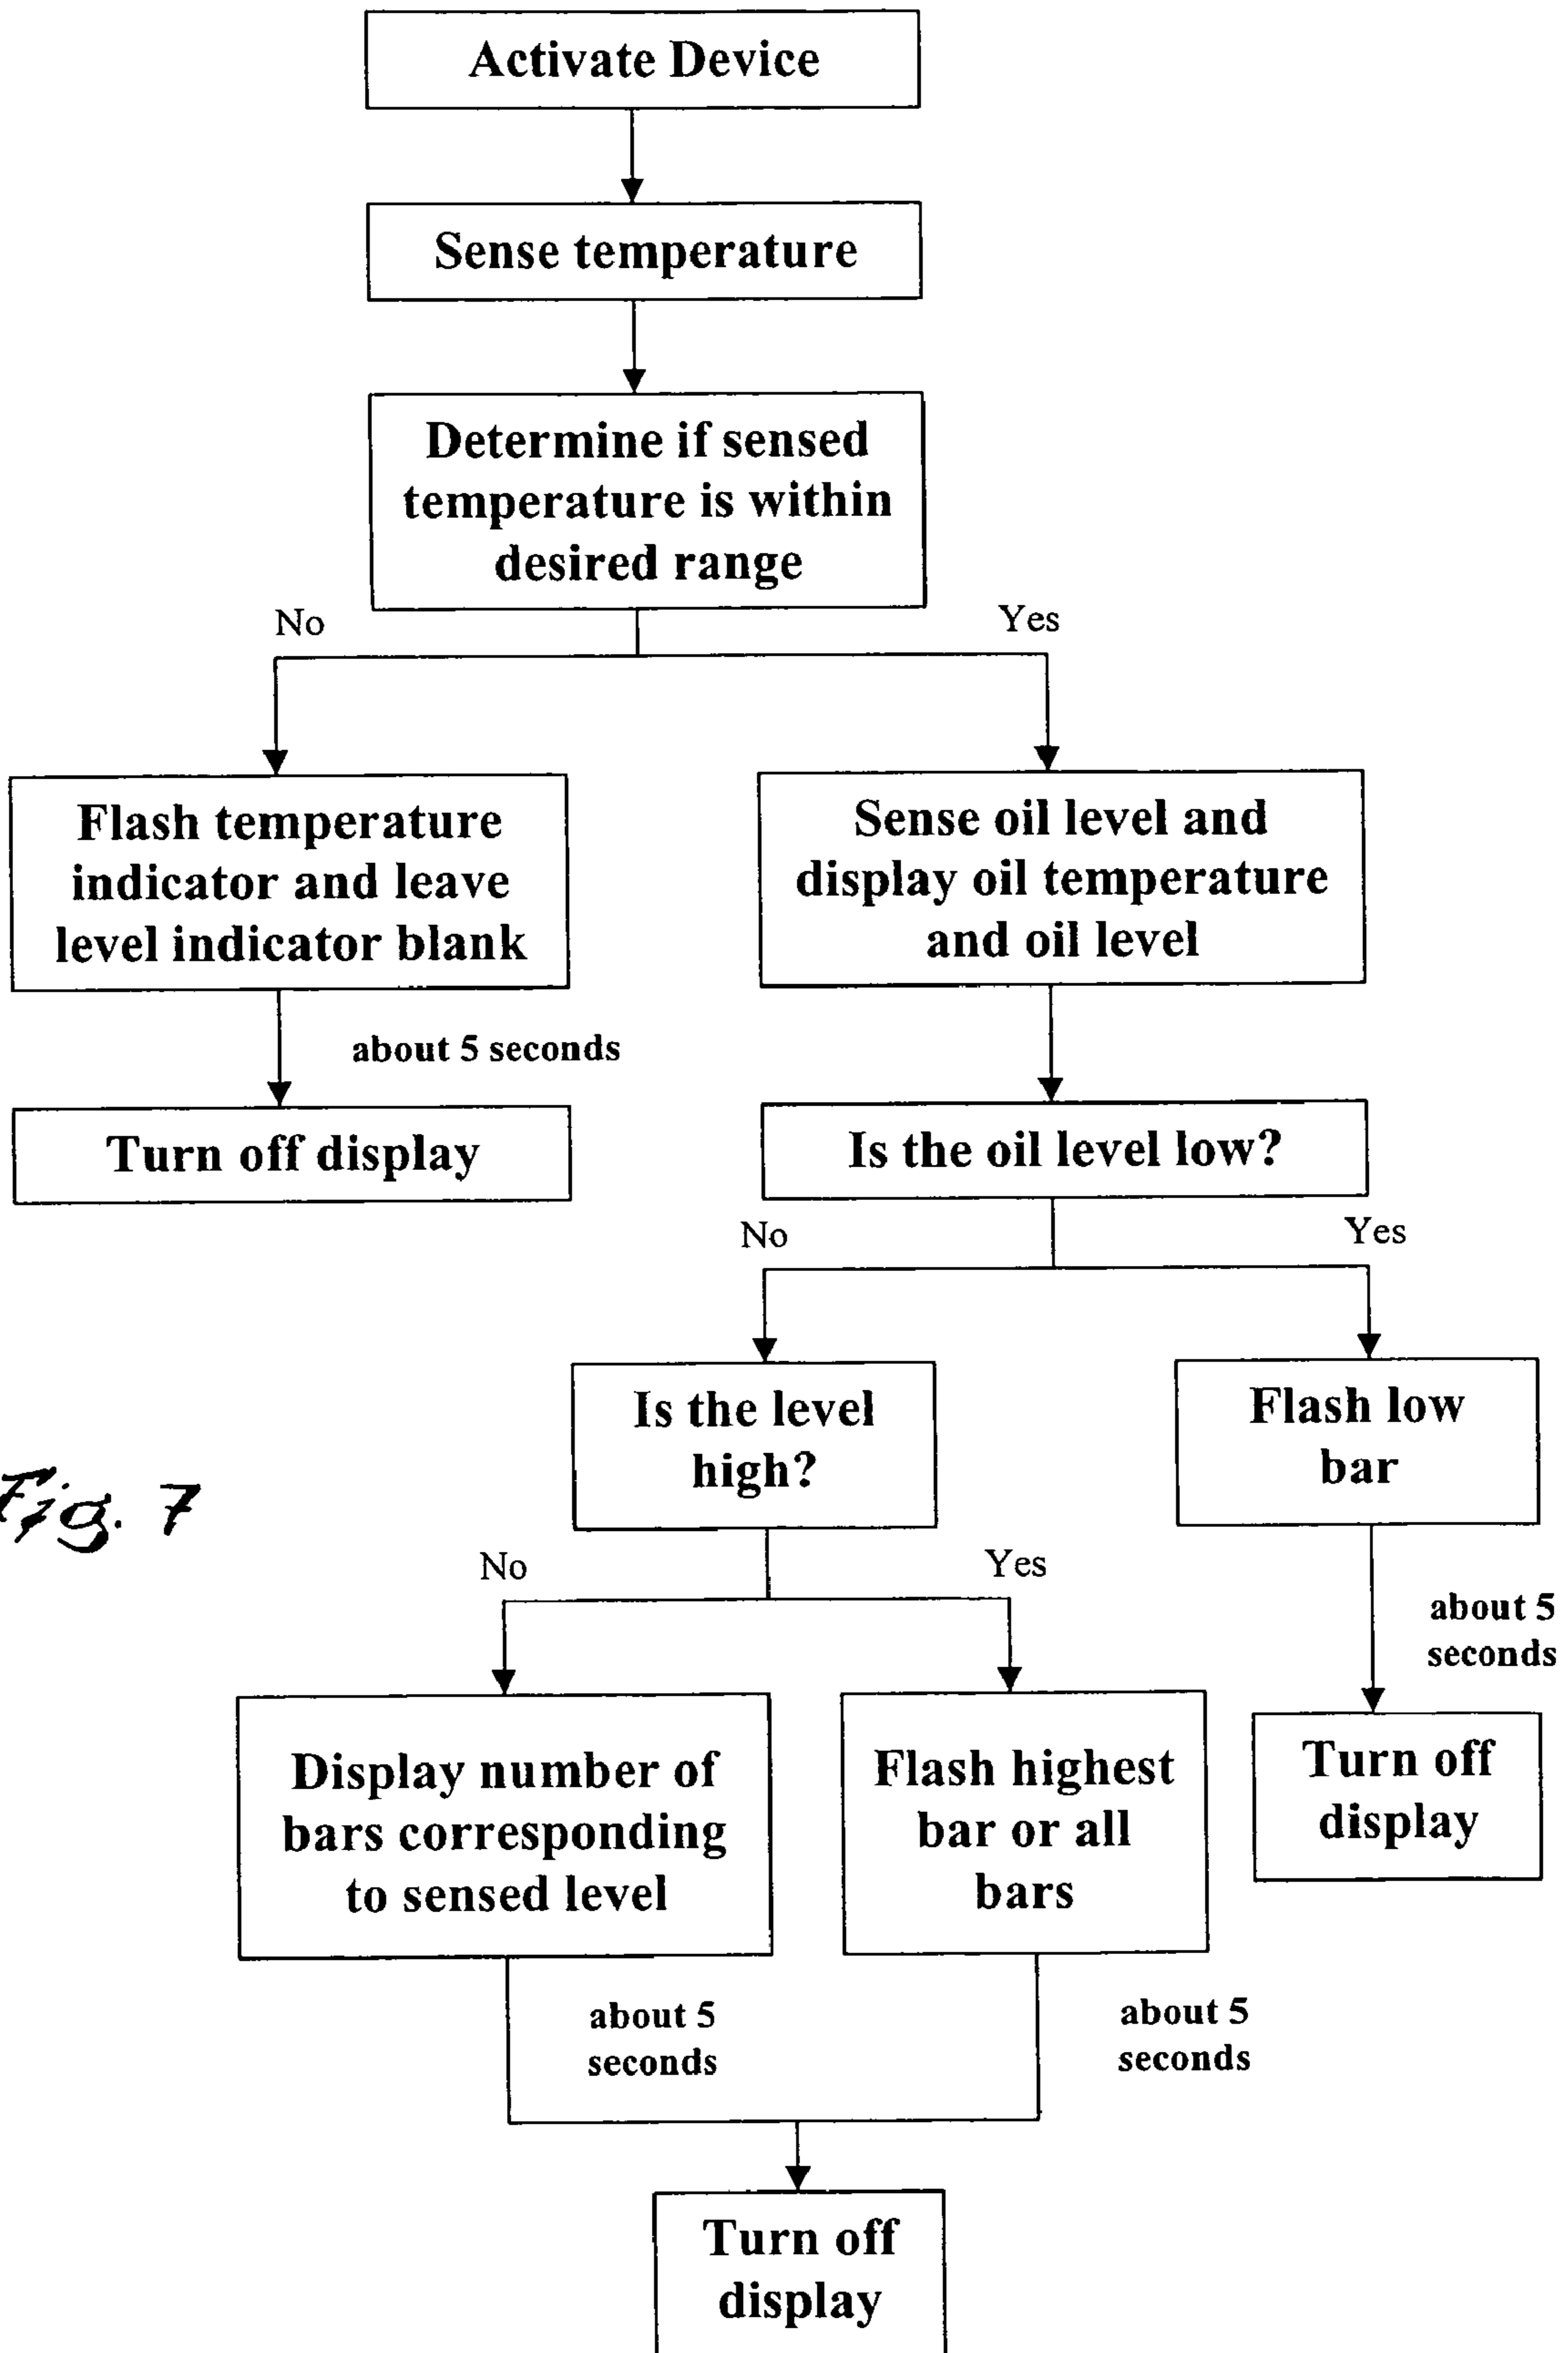 Activate Device
Sense temperature
Determine if sensed
temperature is within
desired range
No
Yes
Flash temperature
indicator and leave
level indicator blank
Sense oil level and
display oil temperature
and oil level
about 5 seconds
Turn off display
Is the oil level low?
No
Yes
Is the level
high?
Flash low
bar
Fig. 7
No
Yes
about 5
seconds
Display number of
bars corresponding
to sensed level
Flash highest
bar or all
bars
Turn off
display
about 5
seconds
about 5
seconds
Turn off
display